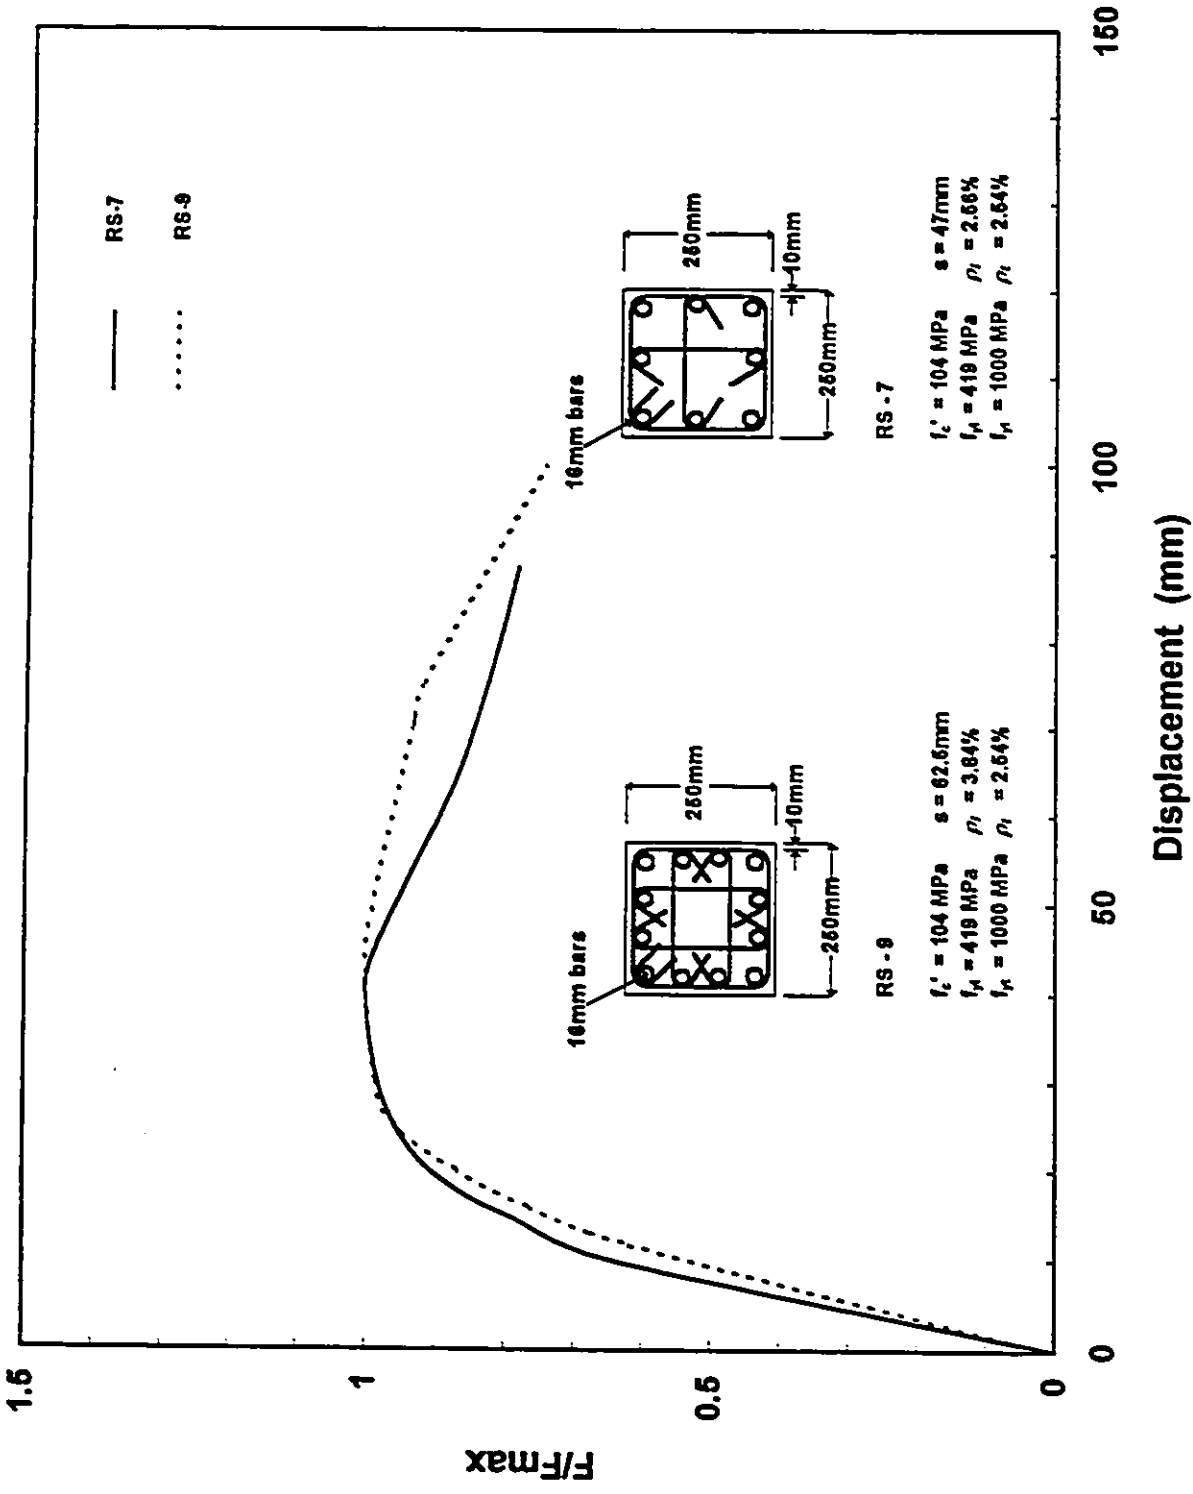 F/Fmax
1.5
1
0.5
0
0
50
100
150
Displacement (mm)
RS-7
RS-9
16mm bars
250mm
10mm
250mm
RS - 9
fc' = 104 MPa s = 62.5mm
fyl = 419 MPa ρl = 3.84%
fyt = 1000 MPa ρt = 2.54%
16mm bars
250mm
10mm
250mm
RS - 7
fc' = 104 MPa s = 47mm
fyl = 419 MPa ρl = 2.56%
fyt = 1000 MPa ρt = 2.54%